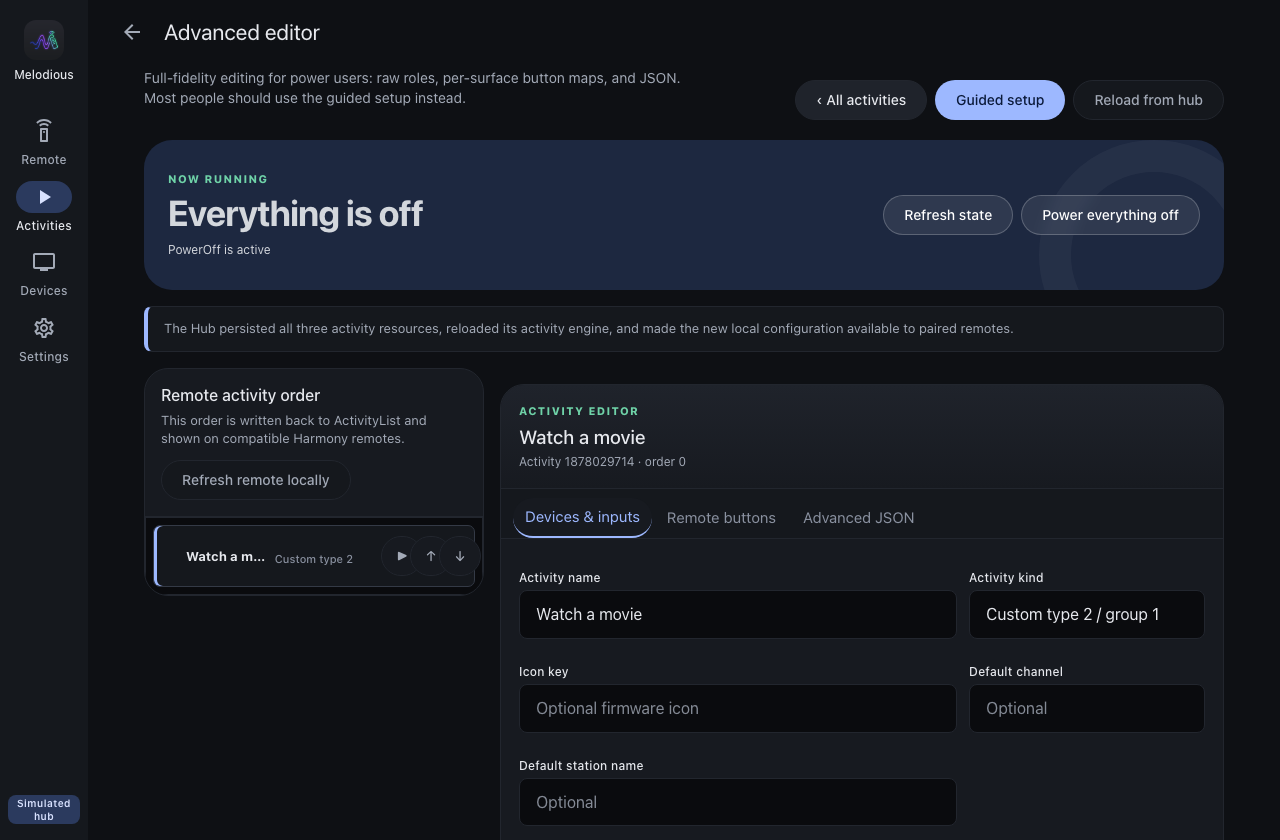 Melodious
Remote
Activities
Devices
Settings
Simulated
hub
Advanced editor
Full-fidelity editing for power users: raw roles, per-surface button maps, and JSON.
Most people should use the guided setup instead.
‹ All activities
Guided setup
Reload from hub
NOW RUNNING
Everything is off
PowerOff is active
Refresh state
Power everything off
The Hub persisted all three activity resources, reloaded its activity engine, and made the new local configuration available to paired remotes.
Remote activity order
This order is written back to ActivityList and
shown on compatible Harmony remotes.
Refresh remote locally
Watch a m... Custom type 2
ACTIVITY EDITOR
Watch a movie
Activity 1878029714 · order 0
Devices & inputs
Remote buttons
Advanced JSON
Activity name
Watch a movie
Activity kind
Custom type 2 / group 1
Icon key
Optional firmware icon
Default channel
Optional
Default station name
Optional